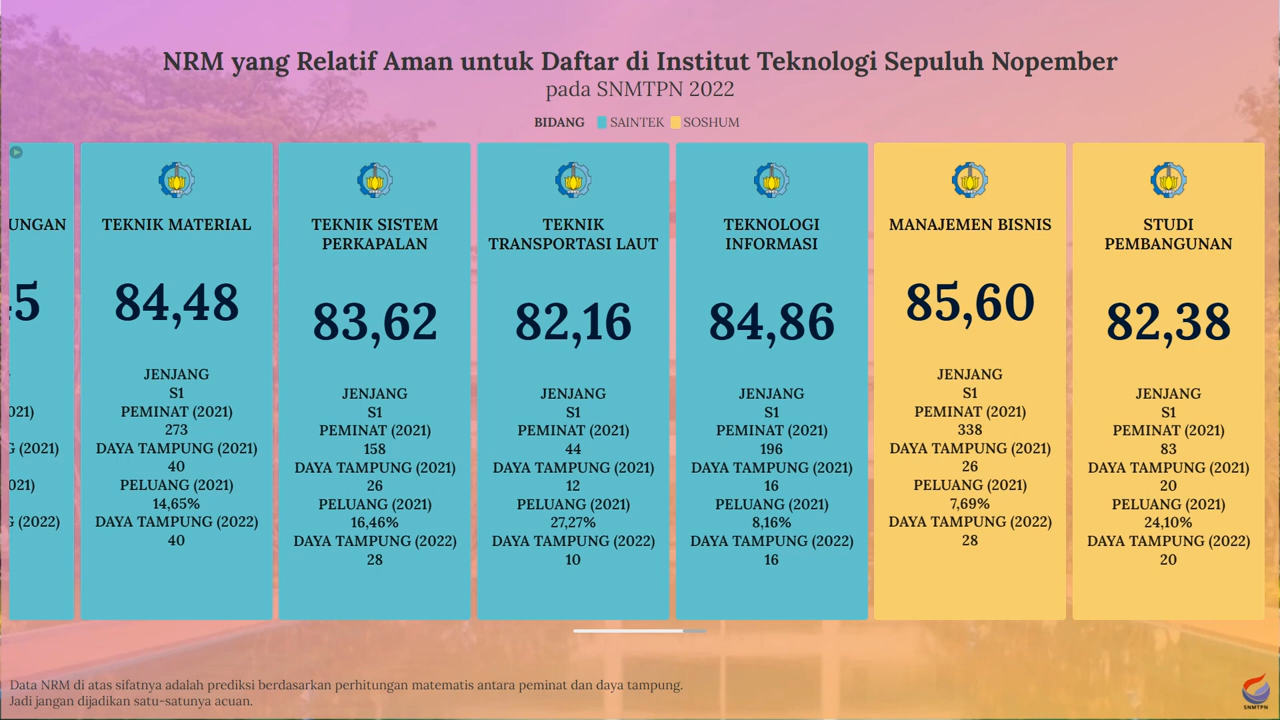 NRM yang Relatif Aman untuk Daftar di Institut Teknologi Sepuluh Nopember
pada SNMTPN 2022
BIDANG SAINTEK SOSHUM
UNGAN
.5
021)
G (2021)
021)
G (2022)
TEKNIK MATERIAL
84,48
JENJANG
S1
PEMINAT (2021)
273
DAYA TAMPUNG (2021)
40
PELUANG (2021)
14,65%
DAYA TAMPUNG (2022)
40
TEKNIK SISTEM
PERKAPALAN
83,62
JENJANG
S1
PEMINAT (2021)
158
DAYA TAMPUNG (2021)
26
PELUANG (2021)
16,46%
DAYA TAMPUNG (2022)
28
TEKNIK
TRANSPORTASI LAUT
82,16
JENJANG
S1
PEMINAT (2021)
44
DAYA TAMPUNG (2021)
12
PELUANG (2021)
27,27%
DAYA TAMPUNG (2022)
10
TEKNOLOGI
INFORMASI
84,86
JENJANG
S1
PEMINAT (2021)
196
DAYA TAMPUNG (2021)
16
PELUANG (2021)
8,16%
DAYA TAMPUNG (2022)
16
MANAJEMEN BISNIS
85,60
JENJANG
S1
PEMINAT (2021)
338
DAYA TAMPUNG (2021)
26
PELUANG (2021)
7,69%
DAYA TAMPUNG (2022)
28
STUDI
PEMBANGUNAN
82,38
JENJANG
S1
PEMINAT (2021)
83
DAYA TAMPUNG (2021)
20
PELUANG (2021)
24,10%
DAYA TAMPUNG (2022)
20
Data NRM di atas sifatnya adalah prediksi berdasarkan perhitungan matematis antara peminat dan daya tampung.
Jadi jangan dijadikan satu-satunya acuan.
SNMTPN